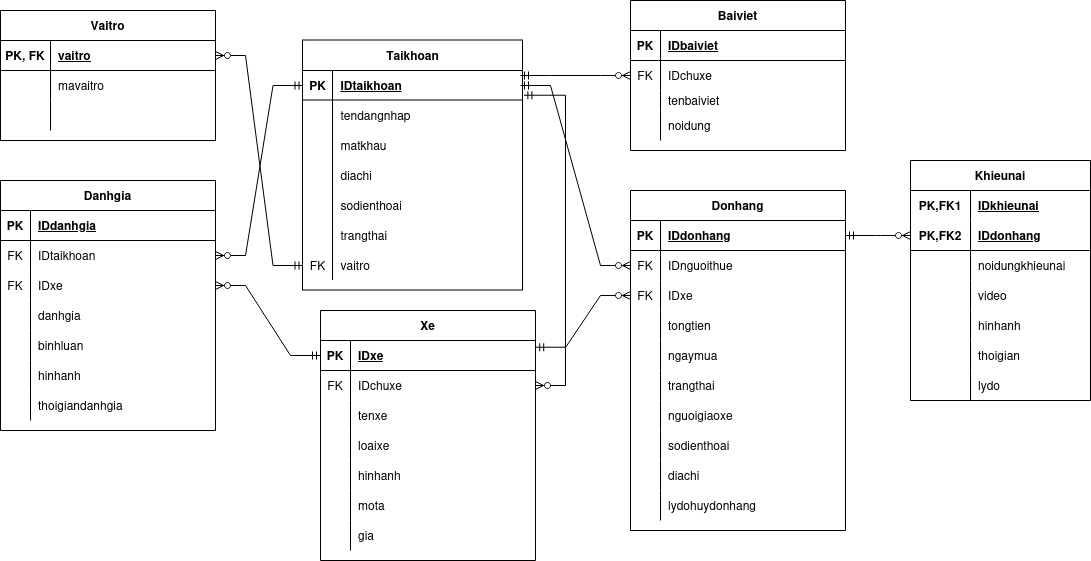 Vaitro
PK, FK vaitro
mavaitro
Danhgia
PK IDdanhgia
FK IDtaikhoan
FK IDxe
danhgia
binhluan
hinhanh
thoigiandanhgia
Taikhoan
PK IDtaikhoan
tendangnhap
matkhau
diachi
sodienthoai
trangthai
FK vaitro
Xe
PK IDxe
FK IDchuxe
tenxe
loaixe
hinhanh
mota
gia
Baiviet
PK IDbaiviet
FK IDchuxe
tenbaiviet
noidung
Donhang
PK IDdonhang
FK IDnguoithue
FK IDxe
tongtien
ngaymua
trangthai
nguoigiaoxe
sodienthoai
diachi
lydohuydonhang
Khieunai
PK,FK1 IDkhieunai
PK,FK2 IDdonhang
noidungkhieunai
video
hinhanh
thoigian
lydo